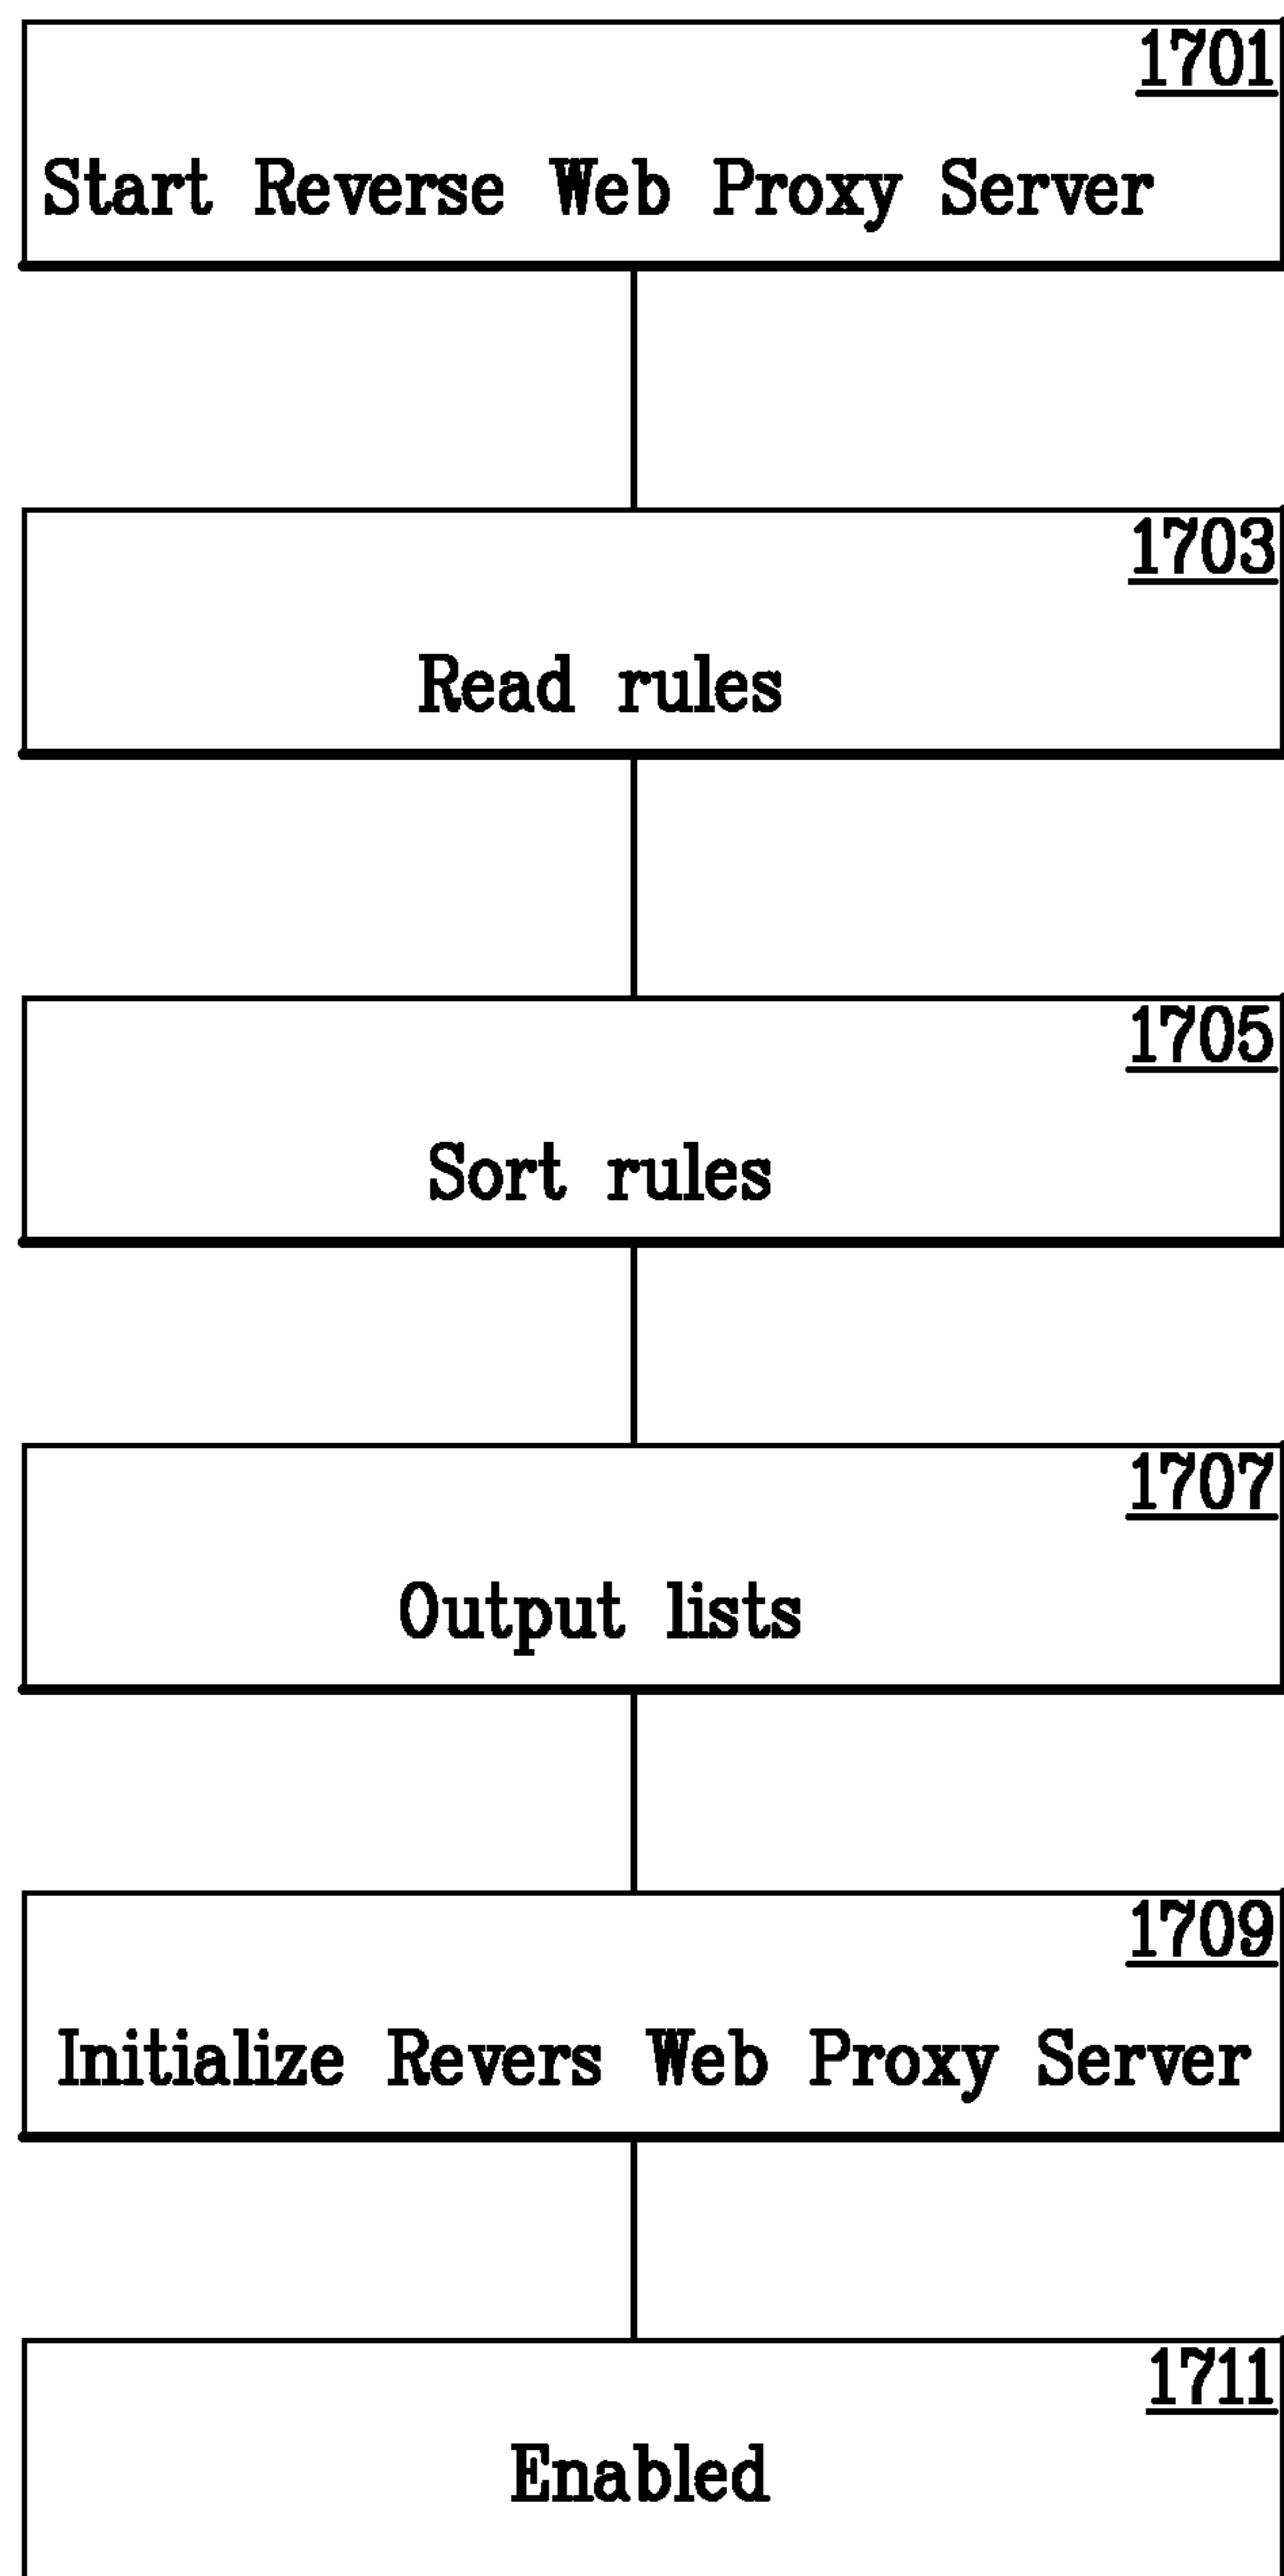 1701
Start Reverse Web Proxy Server
1703
Read rules
1705
Sort rules
1707
Output lists
1709
Initialize Revers Web Proxy Server
1711
Enabled